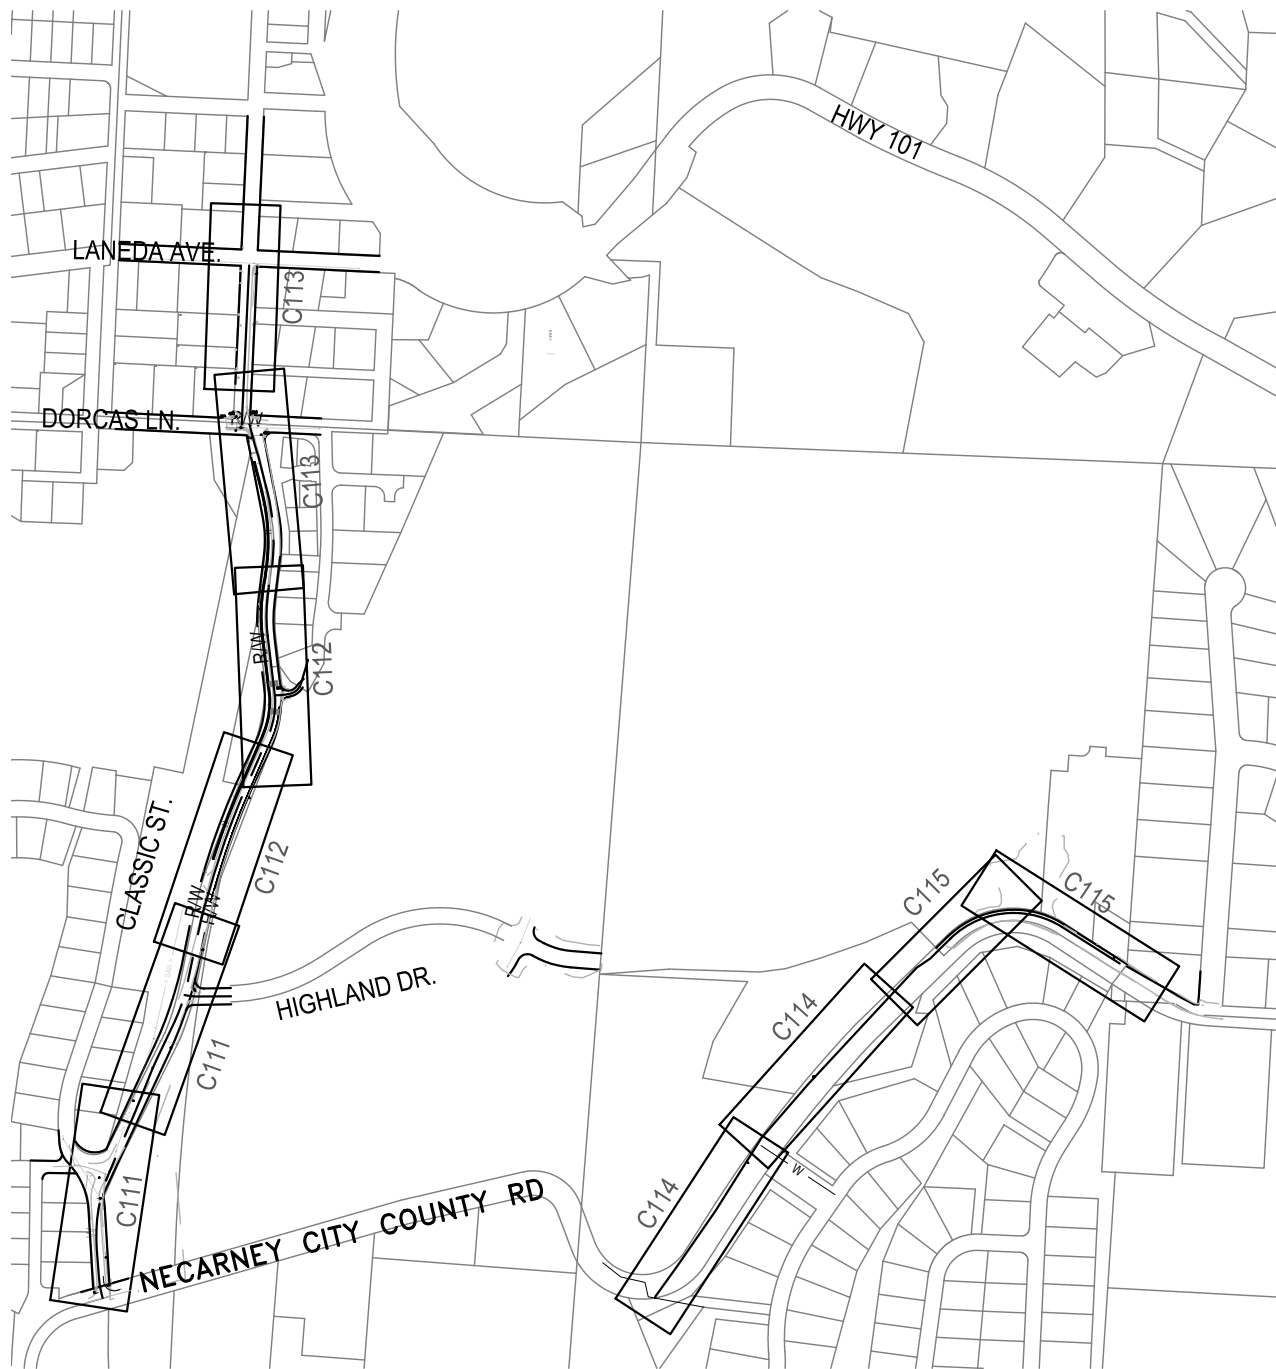 HWY 101
LANEDA AVE.
C113
DORCAS LN.
R/W
C113
R/W
C112
CLASSIC ST.
C112
R/W
R/W
C115
C115
HIGHLAND DR.
C114
C111
W
C114
C111
NECARNEY CITY COUNTY RD